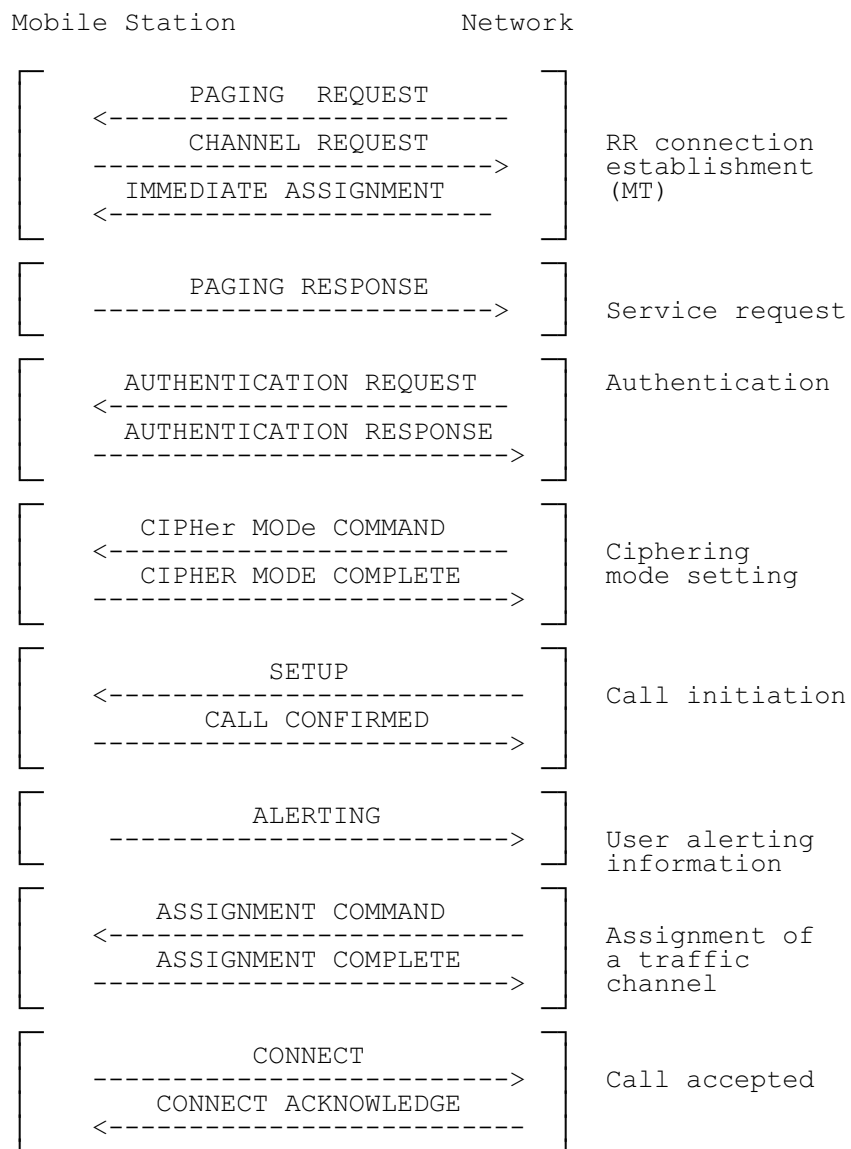 Mobile Station Network
PAGING REQUEST
<-------------------------
CHANNEL REQUEST
RR connection
------------------------->
establishment
IMMEDIATE ASSIGNMENT
(MT)
<------------------------
PAGING RESPONSE
------------------------->
Service request
AUTHENTICATION REQUEST
Authentication
<-------------------------
AUTHENTICATION RESPONSE
-------------------------->
CIPHer MODe COMMAND
<-------------------------
Ciphering
CIPHER MODE COMPLETE
mode setting
-------------------------->
SETUP
<--------------------------
Call initiation
CALL CONFIRMED
-------------------------->
ALERTING
------------------------->
User alerting
information
ASSIGNMENT COMMAND
<--------------------------
Assignment of
ASSIGNMENT COMPLETE
a traffic
-------------------------->
channel
CONNECT
-------------------------->
Call accepted
CONNECT ACKNOWLEDGE
<--------------------------